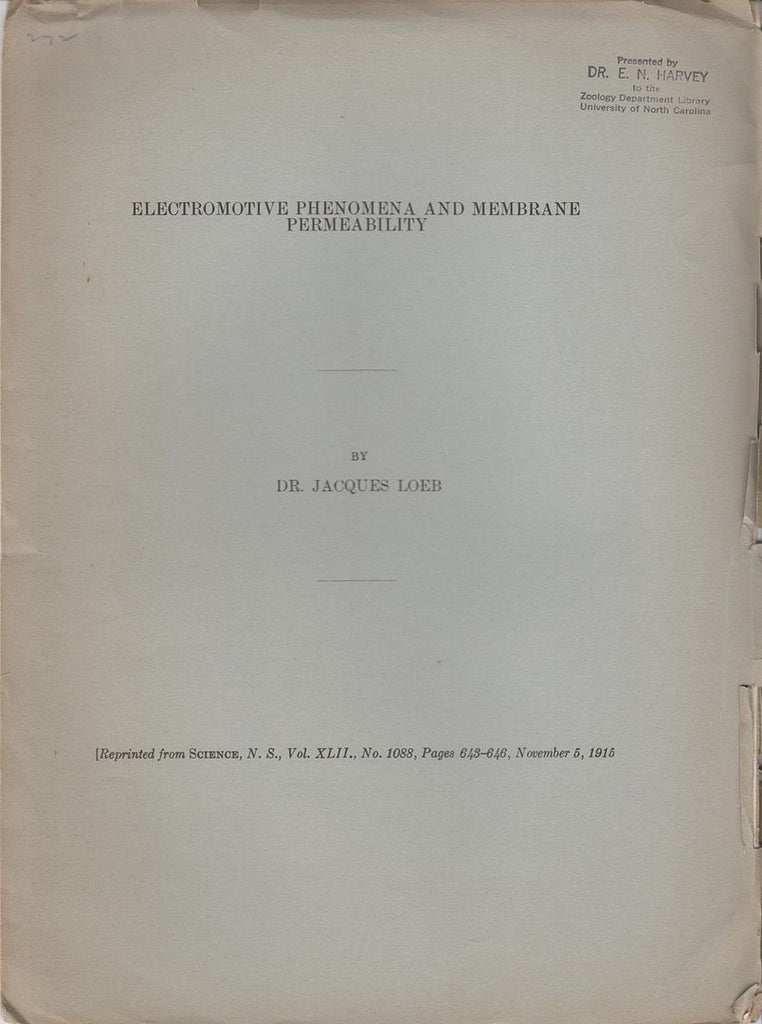 272
Presented by
DR. E. N. HARVEY
to the
Zoology Department Library
University of North Carolina
ELECTROMOTIVE PHENOMENA AND MEMBRANE
PERMEABILITY
BY
DR. JACQUES LOEB
[Reprinted from SCIENCE, N. S., Vol. XLII., No. 1088, Pages 643–646, November 5, 1915